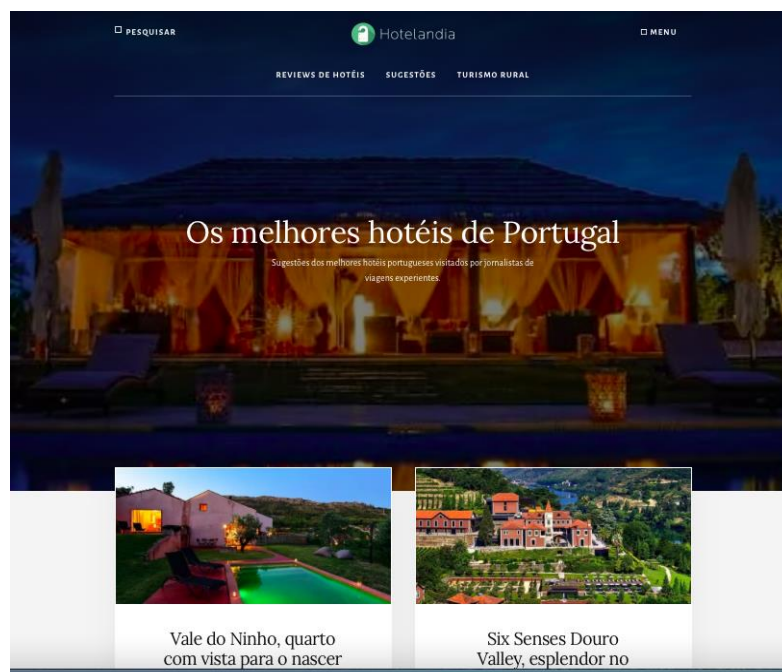 PESQUISAR
Hotelandia
MENU
REVIEWS DE HOTÉIS SUGESTÕES TURISMO RURAL
Os melhores hotéis de Portugal
Sugestões dos melhores hotéis portugueses visitados por jornalistas de
viagens experientes.
Vale do Ninho, quarto
com vista para o nascer
Six Senses Douro
Valley, esplendor no